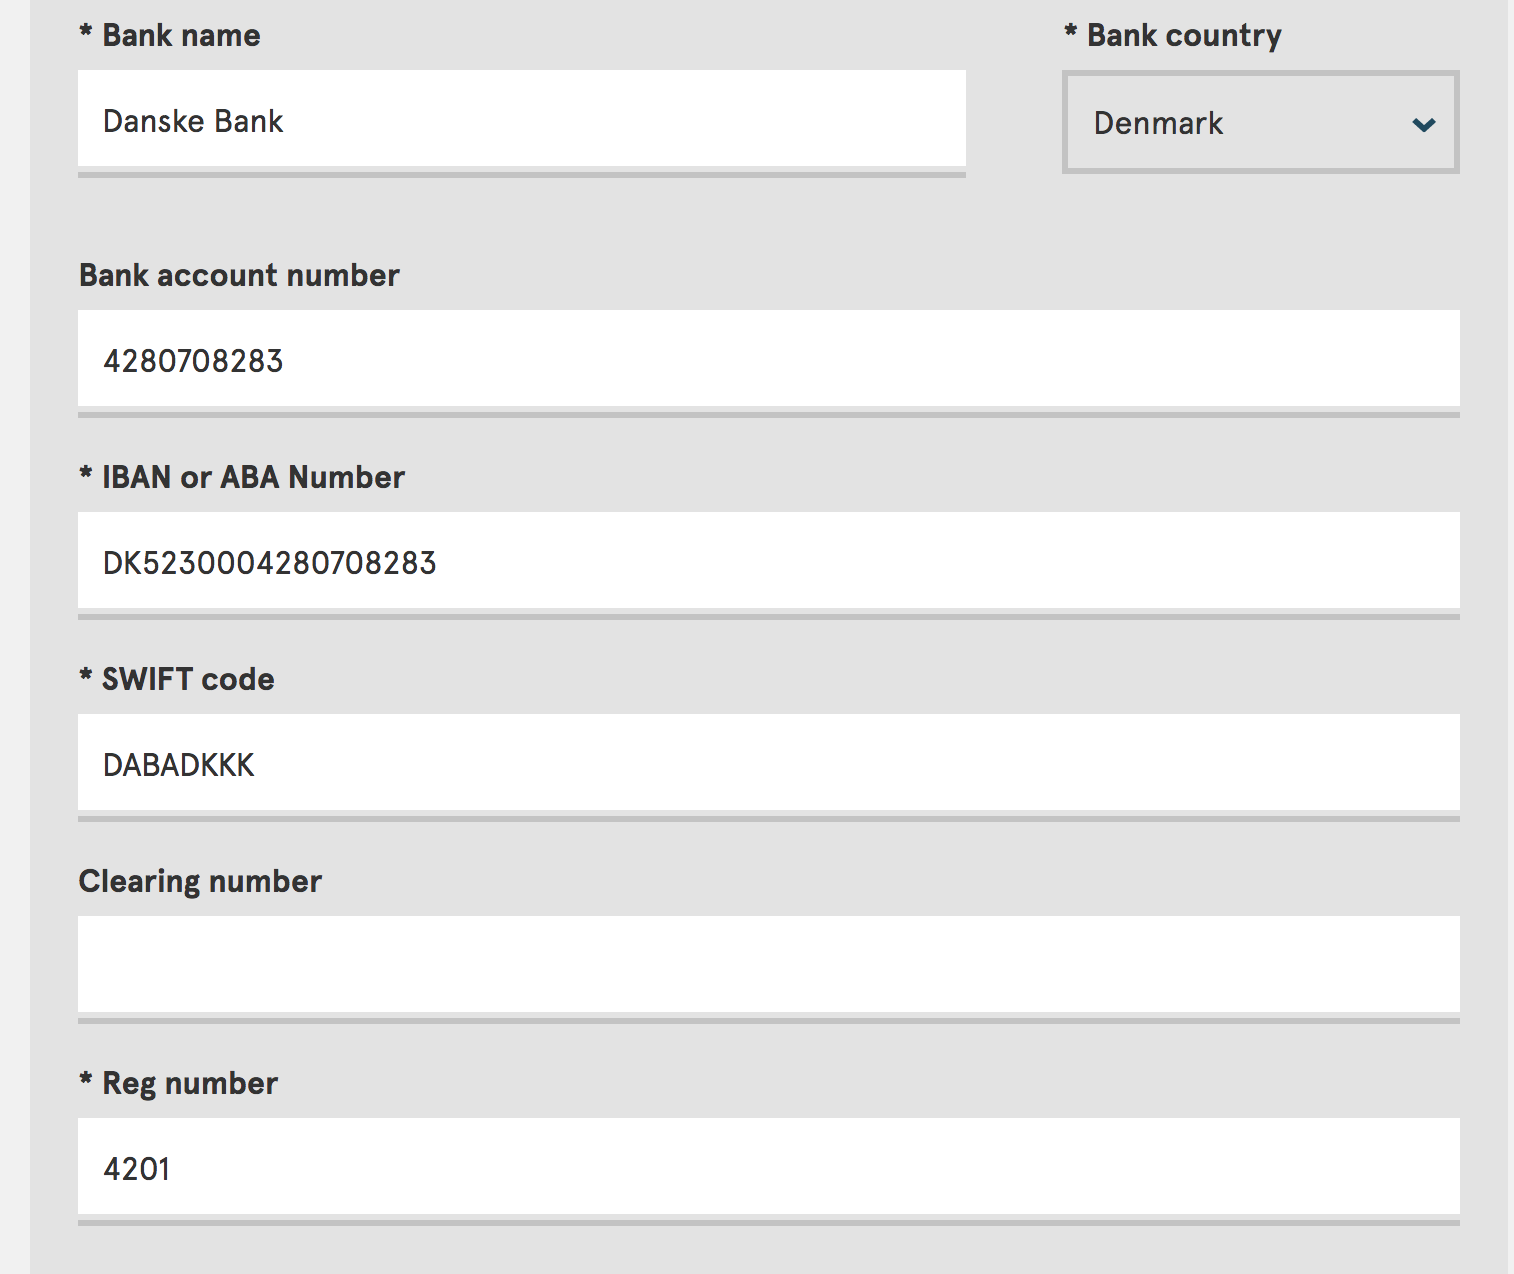 * Bank name
* Bank country
Danske Bank
Denmark
Bank account number
4280708283
* IBAN or ABA Number
DK5230004280708283
* SWIFT code
DABADKKK
Clearing number
* Reg number
4201